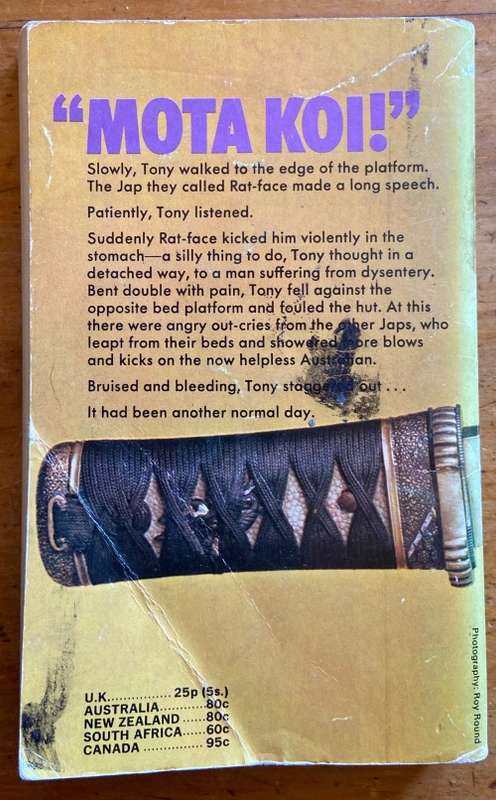 “MOTA KOI!”
Slowly, Tony walked to the edge of the platform.
The Jap they called Rat-face made a long speech.
Patiently, Tony listened.
Suddenly Rat-face kicked him violently in the
stomach—a silly thing to do, Tony thought in a
detached way, to a man suffering from dysentery.
Bent double with pain, Tony fell against the
opposite bed platform and fouled the hut. At this
there were angry out-cries from the other Japs, who
leapt from their beds and showered more blows
and kicks on the now helpless Australian.
Bruised and bleeding, Tony staggered out . . .
It had been another normal day.
U.K................. 25p (5s.)
AUSTRALIA..........80c
NEW ZEALAND .....80c
SOUTH AFRICA.....60c
CANADA .............95c
Photography: Roy Round